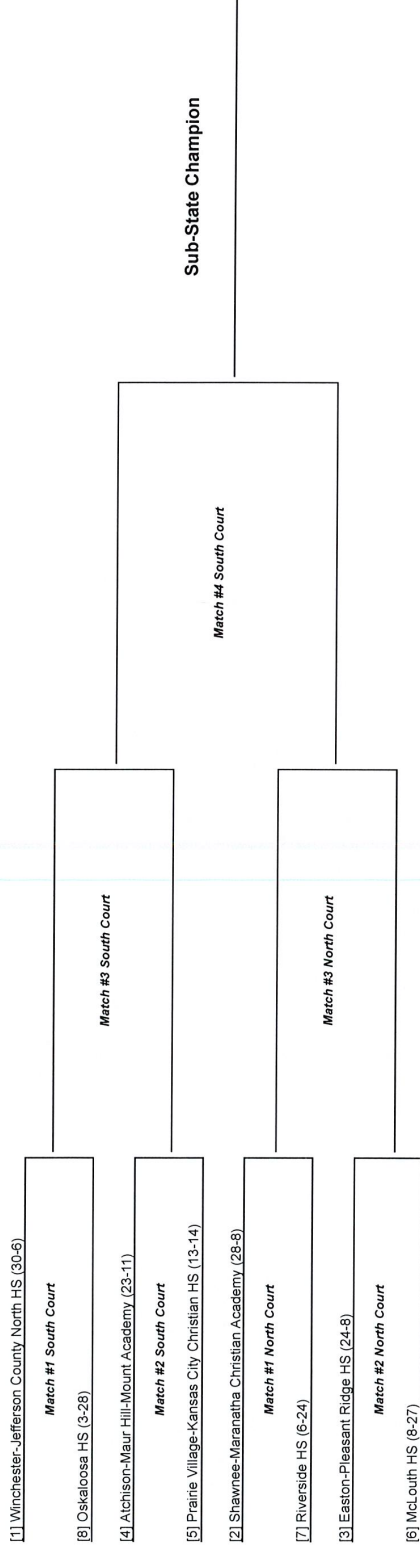 [1] Winchester-Jefferson County North HS (30-6)
Match #1 South Court
[8] Oskaloosa HS (3-28)
[4] Atchison-Maur Hill-Mount Academy (23-11)
Match #2 South Court
[5] Prairie Village-Kansas City Christian HS (13-14)
[2] Shawnee-Maranatha Christian Academy (28-8)
Match #1 North Court
[7] Riverside HS (6-24)
[3] Easton-Pleasant Ridge HS (24-8)
Match #2 North Court
[6] McLouth HS (8-27)
Match #3 South Court
Match #3 North Court
Match #4 South Court
Sub-State Champion